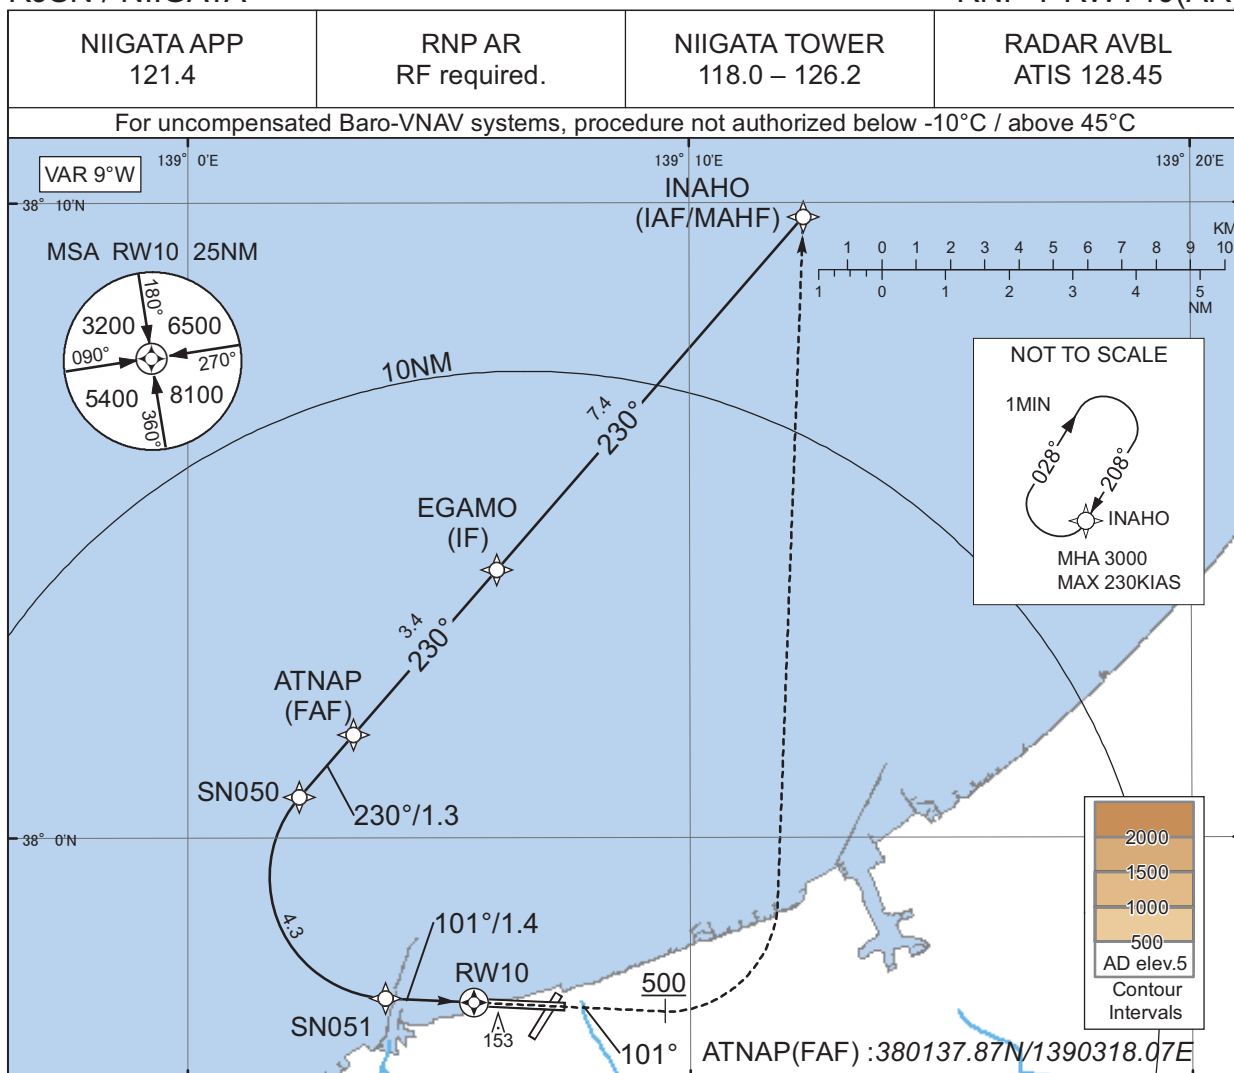 NIIGATA APP
121.4
RNP AR
RF required.
NIIGATA TOWER
118.0 – 126.2
RADAR AVBL
ATIS 128.45
For uncompensated Baro-VNAV systems, procedure not authorized below -10°C / above 45°C
VAR 9°W
139° 0'E
139° 10'E
139° 20'E
38° 10'N
INAHO
(IAF/MAHF)
KM
1 0 1 2 3 4 5 6 7 8 9 10
1 0 1 2 3 4 5
NM
MSA RW10 25NM
180°
3200 6500
090°
270°
5400 8100
360°
10NM
7.4
230°
NOT TO SCALE
1MIN
028°
208°
INAHO
MHA 3000
MAX 230KIAS
EGAMO
(IF)
3.4
230°
ATNAP
(FAF)
SN050
230°/1.3
38° 0'N
4.3
101°/1.4
RW10
SN051
153
500
101°
2000
1500
1000
500
AD elev.5
Contour
Intervals
ATNAP(FAF) :380137.87N/1390318.07E